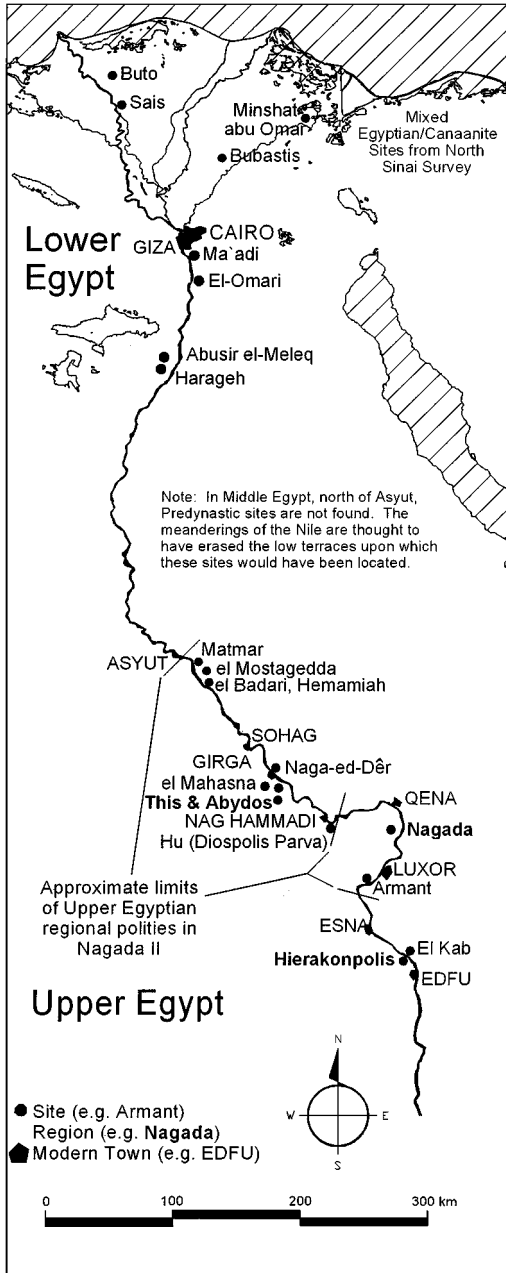 Buto
Sais
Minshat
abu Omar
Bubastis
Mixed
Egyptian/Canaanite
Sites from North
Sinai Survey
Lower
Egypt
CAIRO
GIZA
Ma`adi
El-Omari
Abusir el-Meleq
Harageh
Note: In Middle Egypt, north of Asyut,
Predynastic sites are not found. The
meanderings of the Nile are thought to
have erased the low terraces upon which
these sites would have been located.
ASYUT
Matmar
el Mostagedda
el Badari, Hemamiah
SOHAG
GIRGA
Naga-ed-Dêr
el Mahasna
This & Abydos
NAG HAMMADI
Hu (Diospolis Parva)
QENA
Nagada
LUXOR
Armant
Approximate limits
of Upper Egyptian
regional polities in
Nagada II
ESNA
El Kab
Hierakonpolis
EDFU
Upper Egypt
N
W
E
S
Site (e.g. Armant)
Region (e.g. Nagada)
Modern Town (e.g. EDFU)
0 100 200 300 km